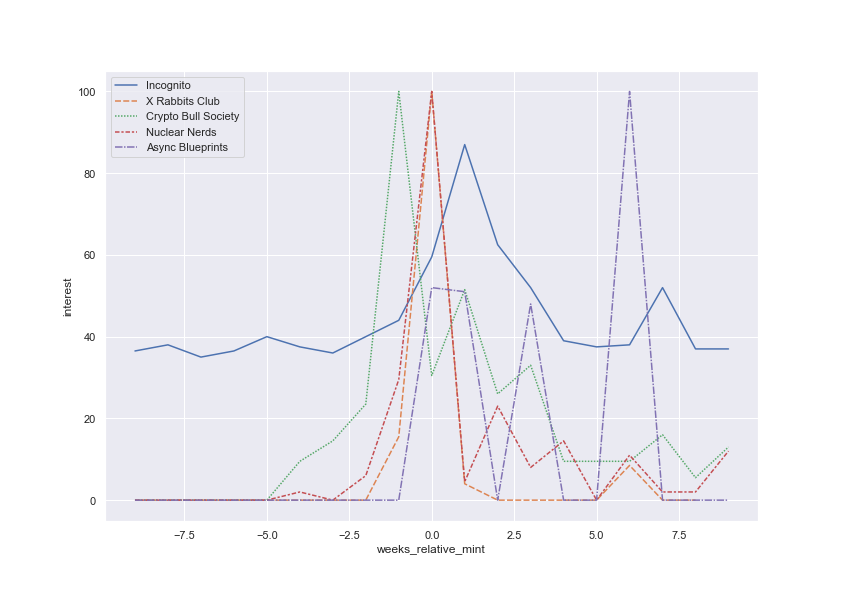 Incognito
X Rabbits Club
Crypto Bull Society
Nuclear Nerds
Async Blueprints
100
80
60
40
20
0
interest
−7.5 −5.0 −2.5 0.0 2.5 5.0 7.5
weeks_relative_mint